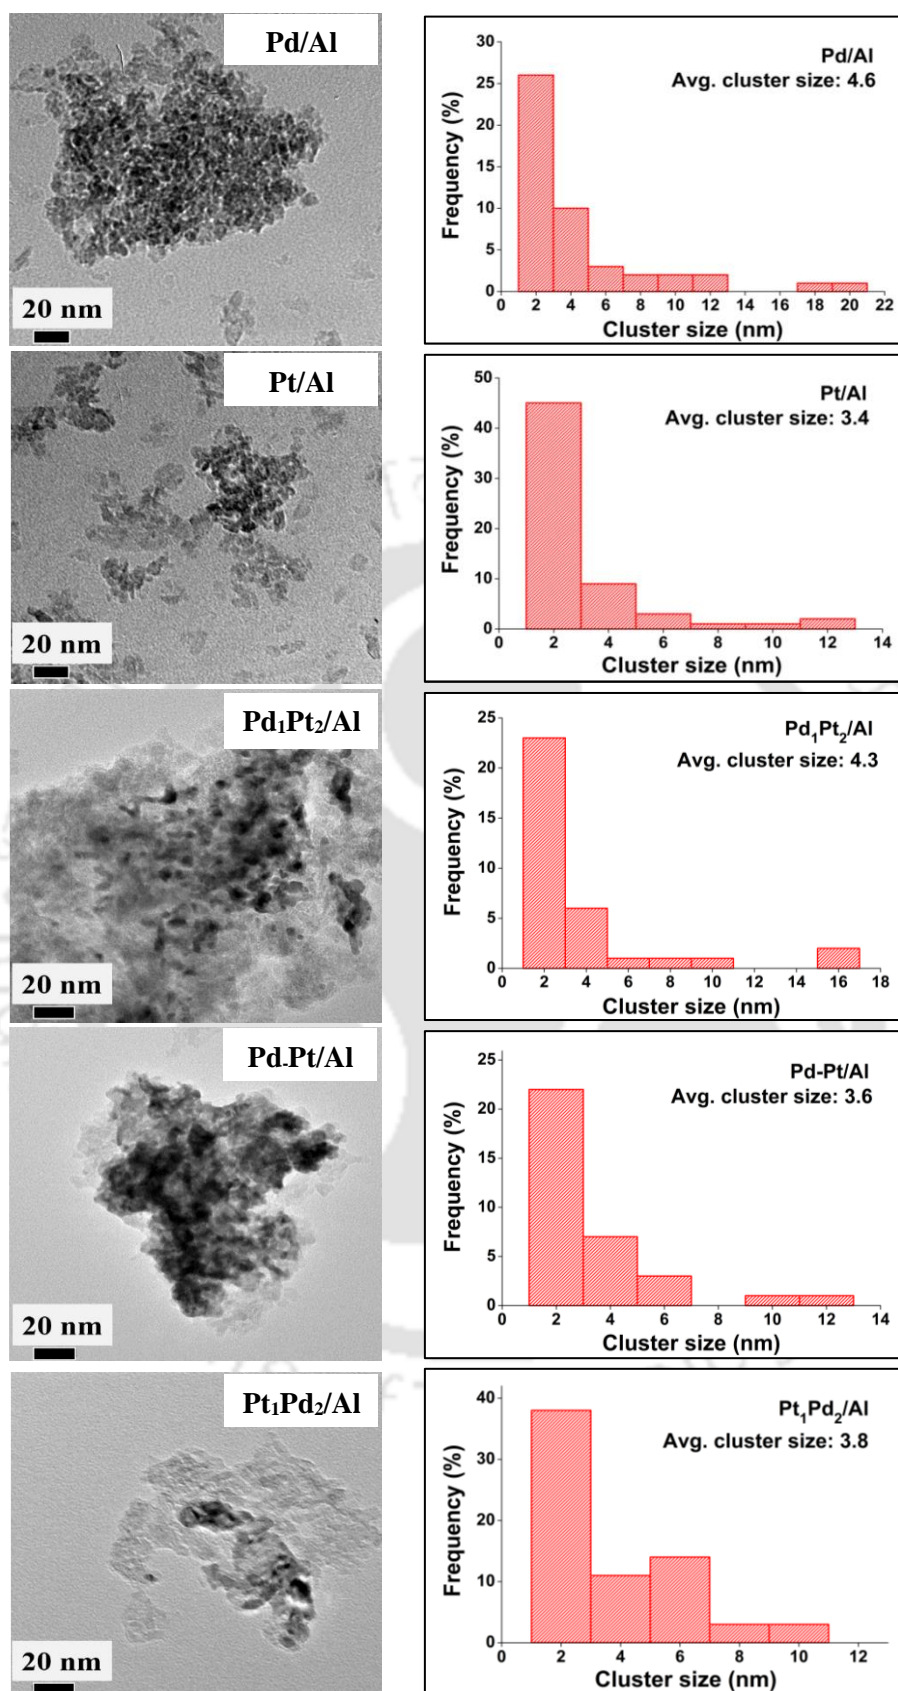 Pd/Al
20 nm
30
25
20
15
10
5
0
Frequency (%)
Pd/Al
Avg. cluster size: 4.6
0 2 4 6 8 10 12 14 16 18 20 22
Cluster size (nm)
Pt/Al
20 nm
50
40
30
20
10
0
Frequency (%)
Pt/Al
Avg. cluster size: 3.4
0 2 4 6 8 10 12 14
Cluster size (nm)
Pd₁Pt₂/Al
20 nm
25
20
15
10
5
0
Frequency (%)
Pd₁Pt₂/Al
Avg. cluster size: 4.3
0 2 4 6 8 10 12 14 16 18
Cluster size (nm)
Pd-Pt/Al
20 nm
25
20
15
10
5
0
Frequency (%)
Pd-Pt/Al
Avg. cluster size: 3.6
0 2 4 6 8 10 12 14
Cluster size (nm)
Pt₁Pd₂/Al
20 nm
40
30
20
10
0
Frequency (%)
Pt₁Pd₂/Al
Avg. cluster size: 3.8
0 2 4 6 8 10 12
Cluster size (nm)